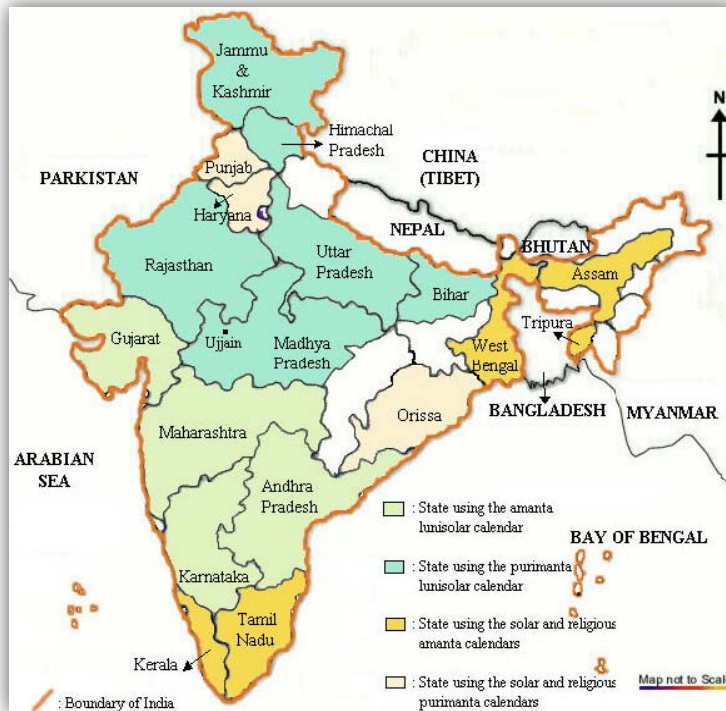 Jammu
&
Kashmir
N
Himachal
Pradesh
CHINA
(TIBET)
Punjab
PARKISTAN
Haryana
NEPAL
BHUTAN
Rajasthan
Uttar
Pradesh
Assam
Bihar
Gujarat
Ujjain
Madhya
Pradesh
Tripura
West
Bengal
BANGLADESH
MYANMAR
Orissa
Maharashtra
ARABIAN
SEA
Andhra
Pradesh
: State using the amanta
lunisolar calendar
BAY OF BENGAL
Karnataka
: State using the purimanta
lunisolar calendar
Tamil
Nadu
: State using the solar and religious
amanta calendars
Kerala
: State using the solar and religious
purimanta calendars
Map not to Scale
: Boundary of India